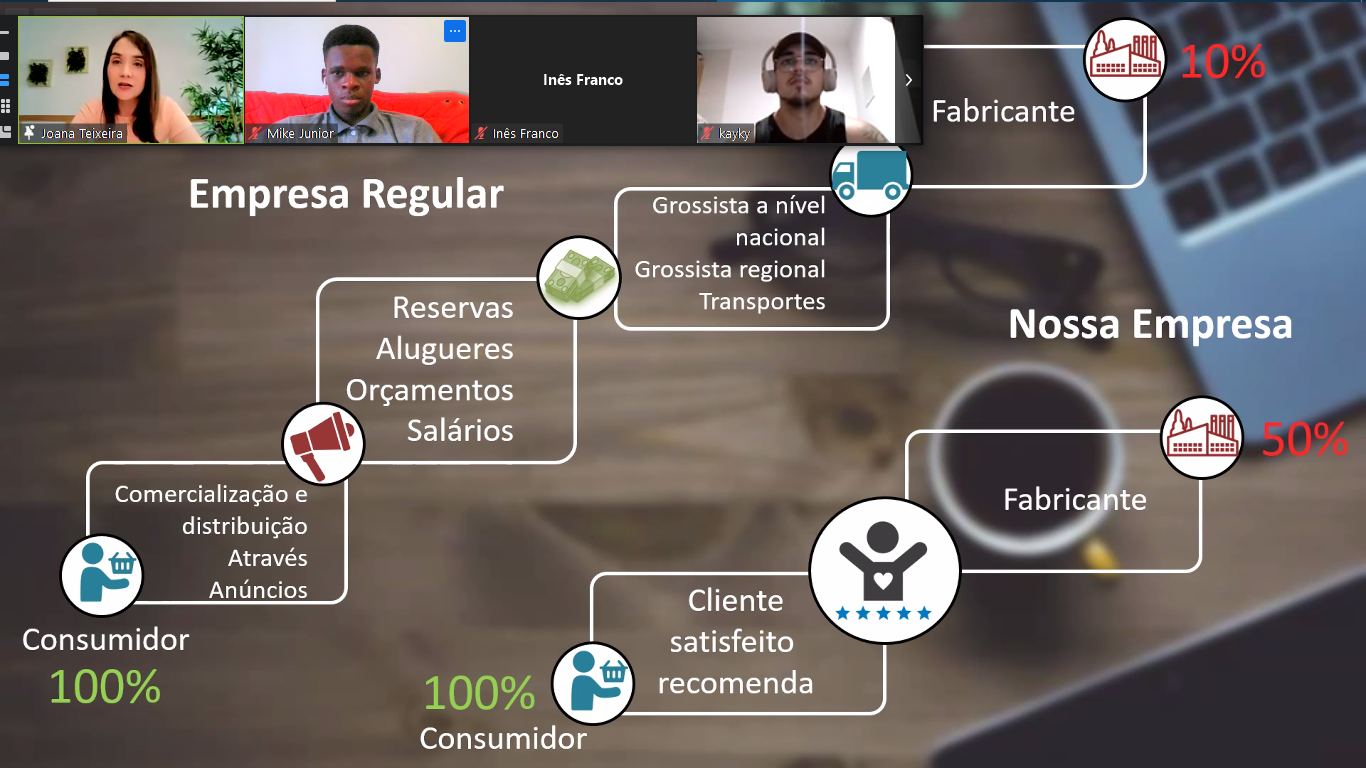 Joana Teixeira
Mike Junior
Inês Franco
Inês Franco
kayky
Fabricante
10%
Empresa Regular
Grossista a nível
nacional
Grossista regional
Transportes
Reservas
Alugueres
Orçamentos
Salários
Comercialização e
distribuição
Através
Anúncios
Consumidor
100%
Nossa Empresa
50%
Fabricante
Cliente
satisfeito
recomenda
100%
Consumidor